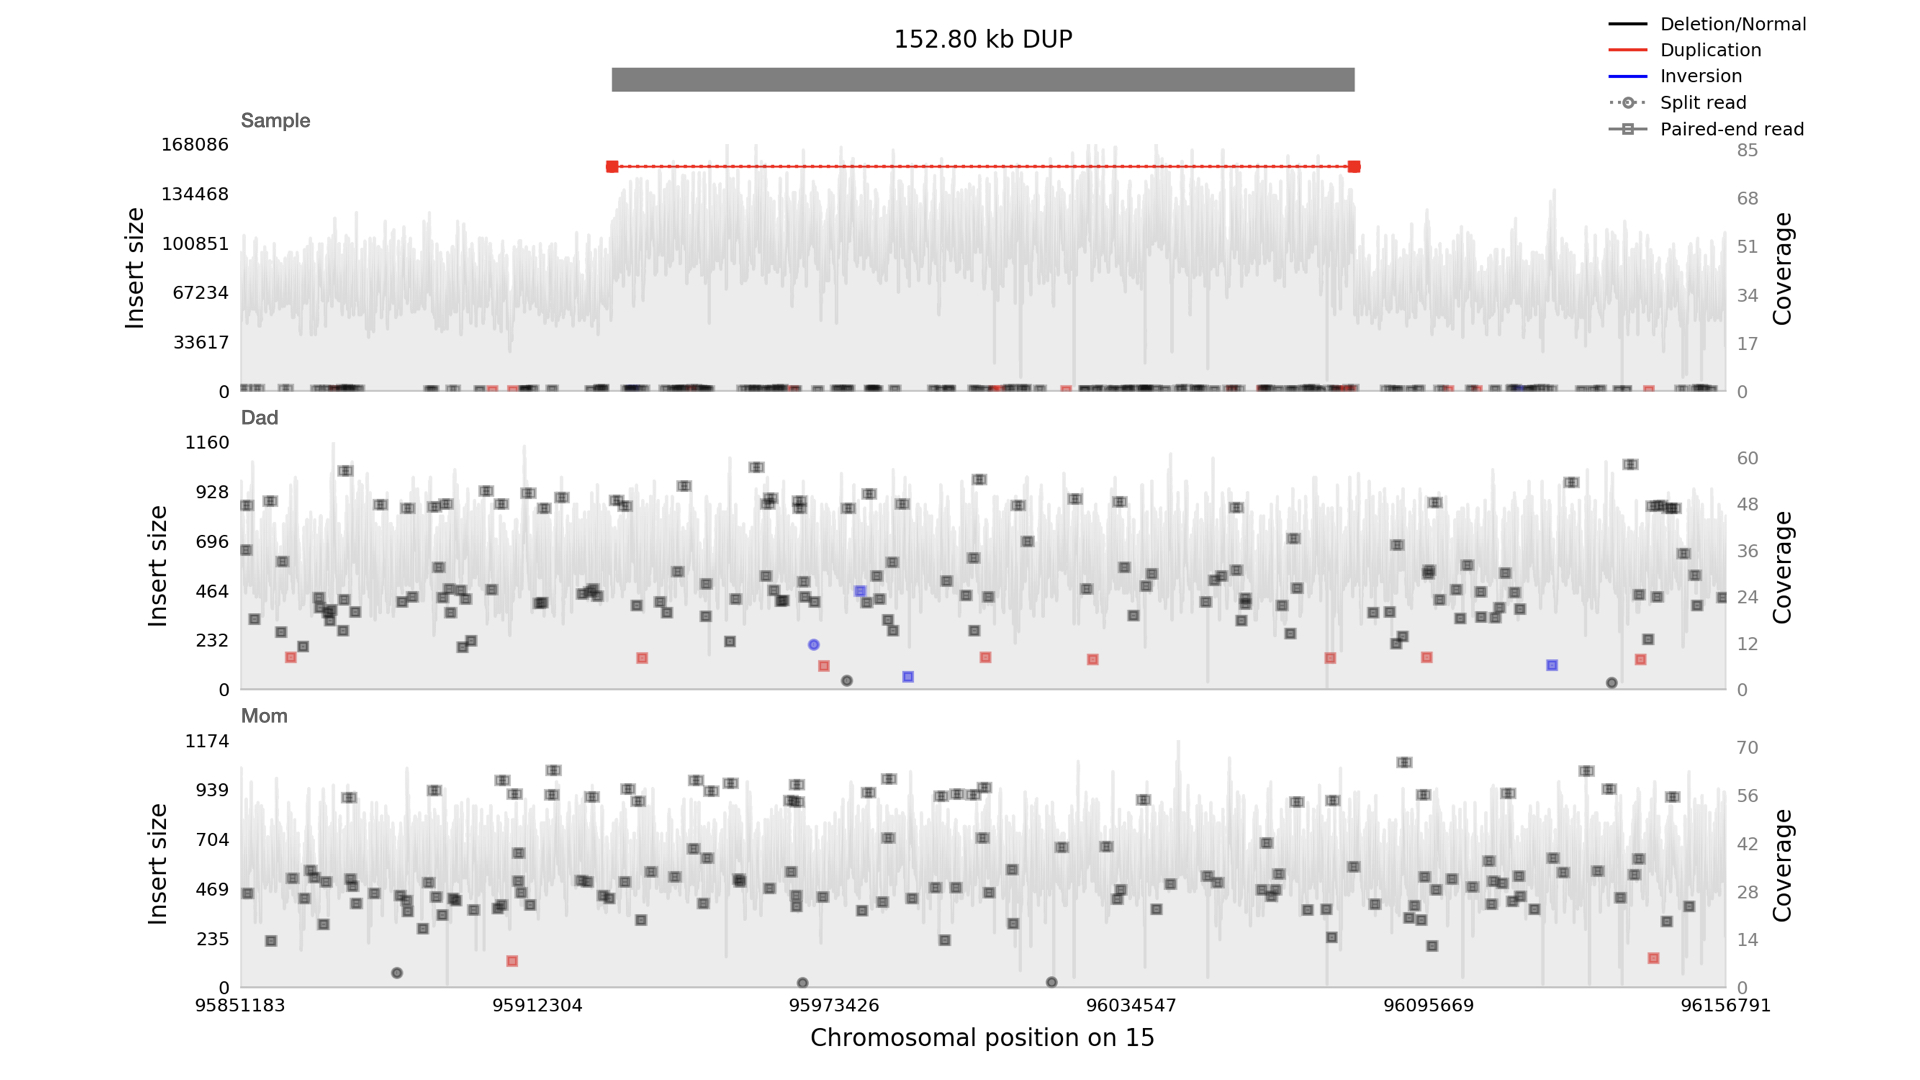 152.80 kb DUP
Deletion/Normal
Duplication
Inversion
Split read
Paired-end read
Sample
168086
134468
100851
67234
33617
0
Insert size
85
68
51
34
17
0
Coverage
Dad
1160
928
696
464
232
0
Insert size
60
48
36
24
12
0
Coverage
Mom
1174
939
704
469
235
0
Insert size
70
56
42
28
14
0
Coverage
95851183 95912304 95973426 96034547 96095669 96156791
Chromosomal position on 15